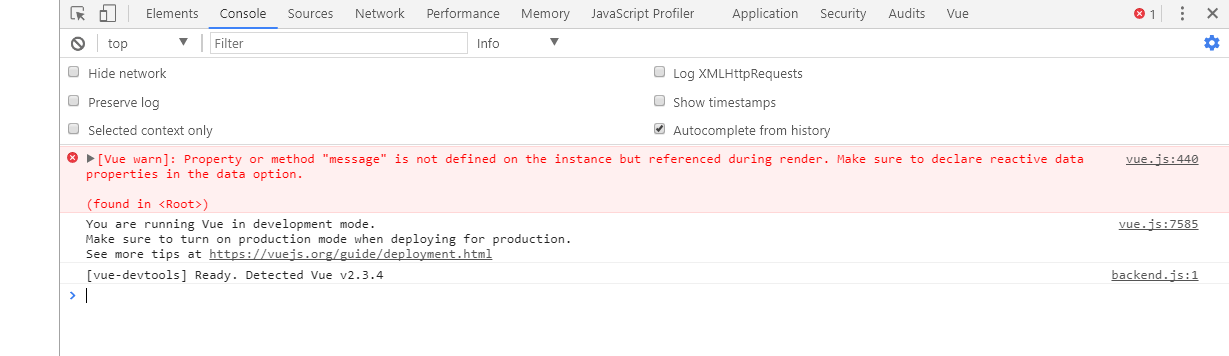 Elements Console Sources Network Performance Memory JavaScript Profiler Application Security Audits Vue 1
top Filter Info
Hide network Log XMLHttpRequests
Preserve log Show timestamps
Selected context only Autocomplete from history
[Vue warn]: Property or method "message" is not defined on the instance but referenced during render. Make sure to declare reactive data vue.js:440
properties in the data option.
(found in <Root>)
You are running Vue in development mode. vue.js:7585
Make sure to turn on production mode when deploying for production.
See more tips at https://vuejs.org/guide/deployment.html
[vue-devtools] Ready. Detected Vue v2.3.4 backend.js:1